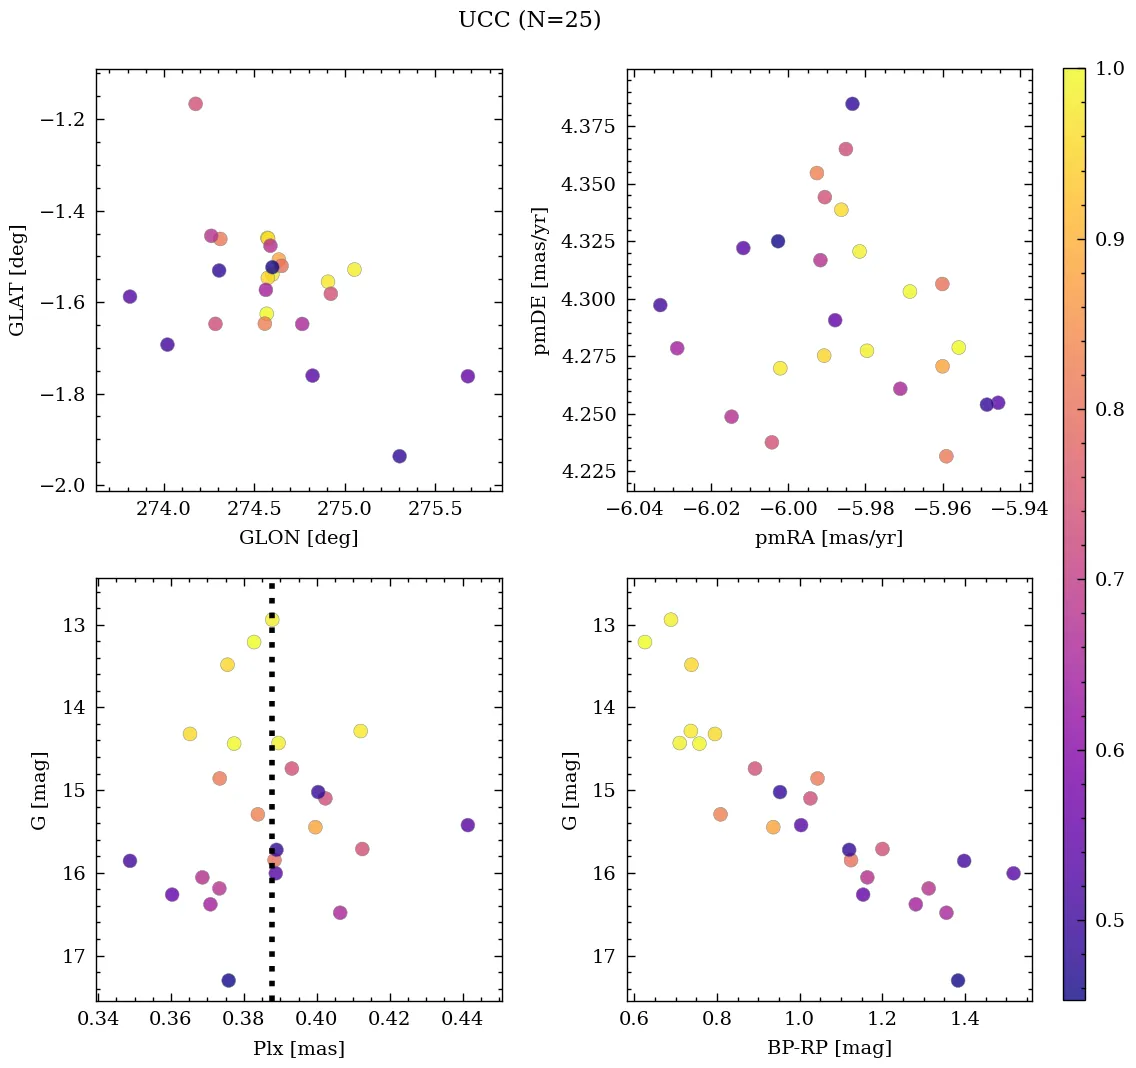 UCC (N=25)
−1.2
−1.4
−1.6
−1.8
−2.0
GLAT [deg]
274.0 274.5 275.0 275.5
GLON [deg]
4.375
4.350
4.325
4.300
4.275
4.250
4.225
pmDE [mas/yr]
−6.04 −6.02 −6.00 −5.98 −5.96 −5.94
pmRA [mas/yr]
13
14
15
16
17
G [mag]
0.34 0.36 0.38 0.40 0.42 0.44
Plx [mas]
13
14
15
16
17
G [mag]
0.6 0.8 1.0 1.2 1.4
BP-RP [mag]
1.0
0.9
0.8
0.7
0.6
0.5